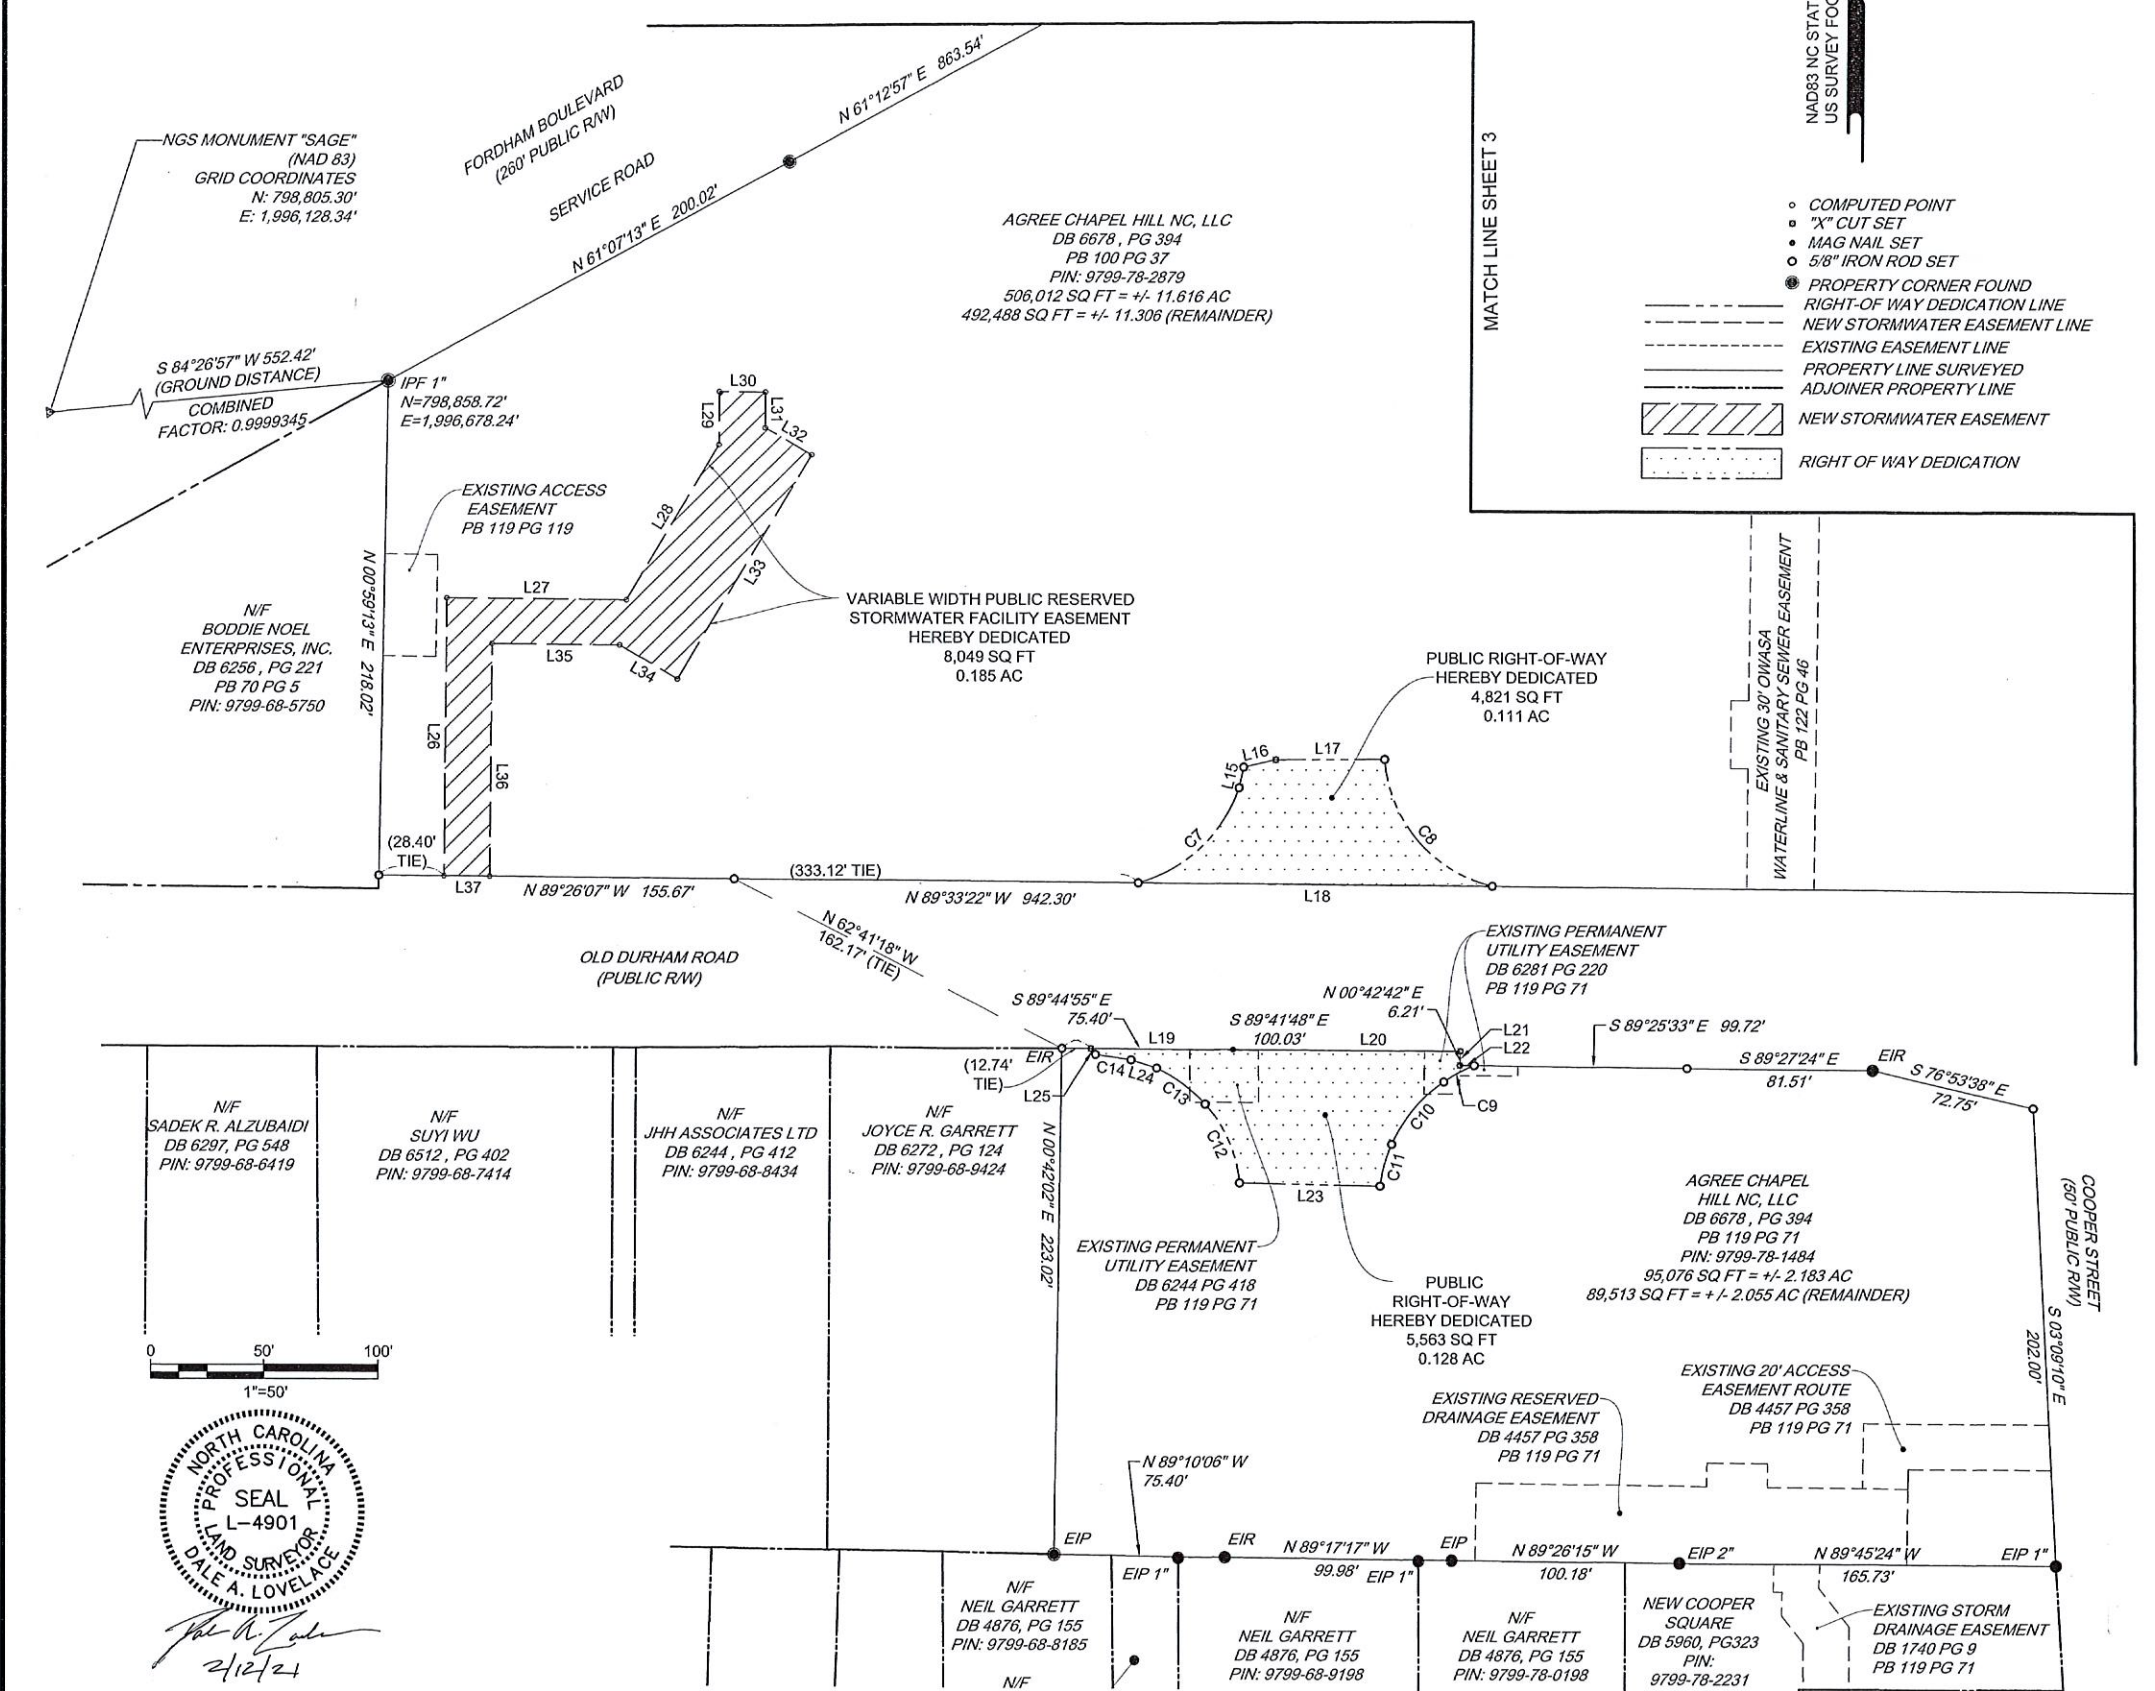 NAD83 NC STAT
US SURVEY FOO
NGS MONUMENT "SAGE"
(NAD 83)
GRID COORDINATES
N: 798,805.30'
E: 1,996,128.34'
FORDHAM BOULEVARD
(260' PUBLIC R/W)
SERVICE ROAD
N 61°12'57" E 863.54'
N 61°07'13" E 200.02'
AGREE CHAPEL HILL NC, LLC
DB 6678 , PG 394
PB 100 PG 37
PIN: 9799-78-2879
506,012 SQ FT = +/- 11.616 AC
492,488 SQ FT = +/- 11.306 (REMAINDER)
MATCH LINE SHEET 3
COMPUTED POINT
"X" CUT SET
MAG NAIL SET
5/8" IRON ROD SET
PROPERTY CORNER FOUND
RIGHT-OF WAY DEDICATION LINE
NEW STORMWATER EASEMENT LINE
EXISTING EASEMENT LINE
PROPERTY LINE SURVEYED
ADJOINER PROPERTY LINE
NEW STORMWATER EASEMENT
RIGHT OF WAY DEDICATION
S 84°26'57" W 552.42'
(GROUND DISTANCE)
COMBINED
FACTOR: 0.9999345
IPF 1"
N=798,858.72'
E=1,996,678.24'
L30
L29
L31
L32
L28
L33
L27
L35
L34
L26
L36
L37
EXISTING ACCESS
EASEMENT
PB 119 PG 119
N 00°59'13" E 218.02'
N/F
BODDIE NOEL
ENTERPRISES, INC.
DB 6256 , PG 221
PB 70 PG 5
PIN: 9799-68-5750
VARIABLE WIDTH PUBLIC RESERVED
STORMWATER FACILITY EASEMENT
HEREBY DEDICATED
8,049 SQ FT
0.185 AC
PUBLIC RIGHT-OF-WAY
HEREBY DEDICATED
4,821 SQ FT
0.111 AC
EXISTING 30' OWASA
WATERLINE & SANITARY SEWER EASEMENT
PB 122 PG 46
L15
L16
L17
C7
C8
L18
(28.40'
TIE)
N 89°26'07" W 155.67'
(333.12' TIE)
N 89°33'22" W 942.30'
N 62°41'18" W
162.17' (TIE)
OLD DURHAM ROAD
(PUBLIC R/W)
EXISTING PERMANENT
UTILITY EASEMENT
DB 6281 PG 220
PB 119 PG 71
S 89°44'55" E
75.40'
L19
S 89°41'48" E
100.03'
N 00°42'42" E
6.21'
L20
L21
L22
S 89°25'33" E 99.72'
S 89°27'24" E
81.51'
EIR
S 76°53'38" E
72.75'
EIR
(12.74'
TIE)
L25
C14
L24
C13
C12
L23
C11
C10
C9
N/F
SADEK R. ALZUBAIDI
DB 6297, PG 548
PIN: 9799-68-6419
N/F
SUYI WU
DB 6512 , PG 402
PIN: 9799-68-7414
N/F
JHH ASSOCIATES LTD
DB 6244 , PG 412
PIN: 9799-68-8434
N/F
JOYCE R. GARRETT
DB 6272 , PG 124
PIN: 9799-68-9424
N 00°42'02" E 223.02'
EXISTING PERMANENT
UTILITY EASEMENT
DB 6244 PG 418
PB 119 PG 71
PUBLIC
RIGHT-OF-WAY
HEREBY DEDICATED
5,563 SQ FT
0.128 AC
AGREE CHAPEL
HILL NC, LLC
DB 6678 , PG 394
PB 119 PG 71
PIN: 9799-78-1484
95,076 SQ FT = +/- 2.183 AC
89,513 SQ FT = +/- 2.055 AC (REMAINDER)
COOPER STREET
(50' PUBLIC R/W)
S 03°09'10" E
202.00'
EXISTING 20' ACCESS
EASEMENT ROUTE
DB 4457 PG 358
PB 119 PG 71
EXISTING RESERVED
DRAINAGE EASEMENT
DB 4457 PG 358
PB 119 PG 71
0 50' 100'
1"=50'
NORTH CAROLINA
PROFESSIONAL
SEAL
L-4901
LAND SURVEYOR
DALE A. LOVELACE
2/12/21
N 89°10'06" W
75.40'
EIP
EIP 1"
EIR
N 89°17'17" W
99.98'
EIP 1"
EIP
N 89°26'15" W
100.18'
EIP 2"
N 89°45'24" W
165.73'
EIP 1"
N/F
NEIL GARRETT
DB 4876, PG 155
PIN: 9799-68-8185
N/F
N/F
NEIL GARRETT
DB 4876, PG 155
PIN: 9799-68-9198
N/F
NEIL GARRETT
DB 4876, PG 155
PIN: 9799-78-0198
NEW COOPER
SQUARE
DB 5960, PG323
PIN:
9799-78-2231
EXISTING STORM
DRAINAGE EASEMENT
DB 1740 PG 9
PB 119 PG 71